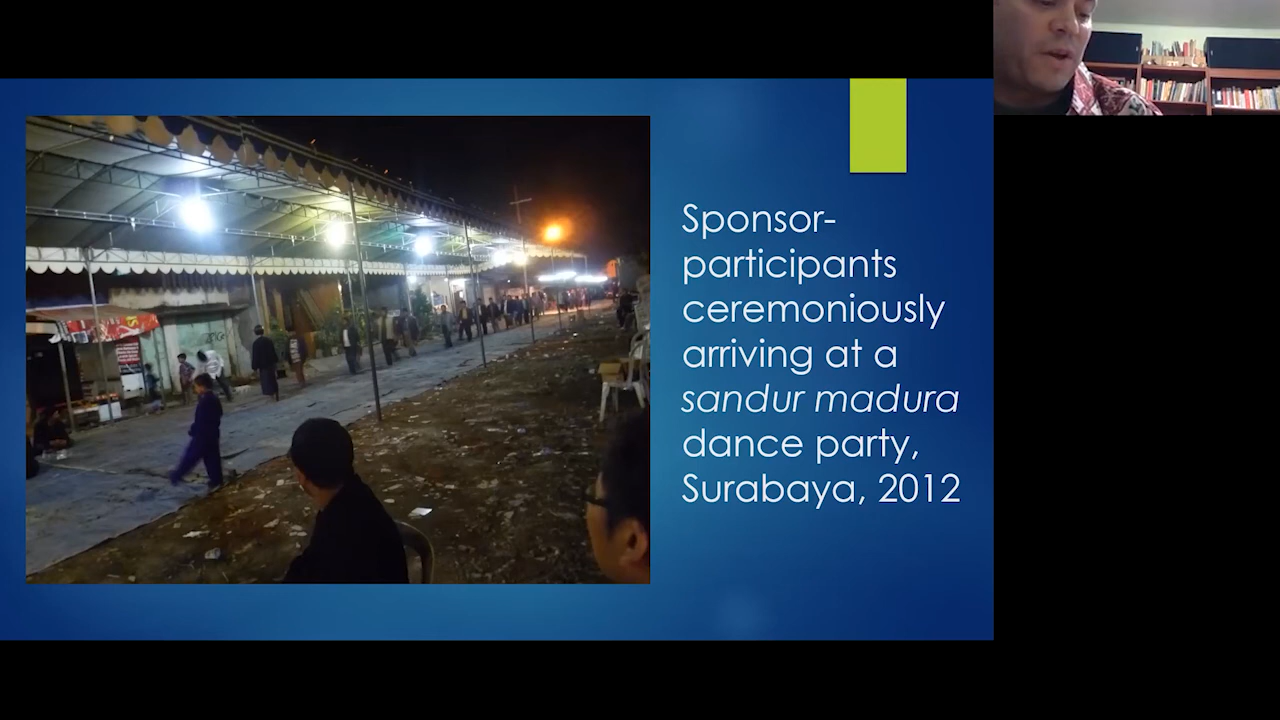 Sponsor-
participants
ceremoniously
arriving at a
sandur madura
dance party,
Surabaya, 2012